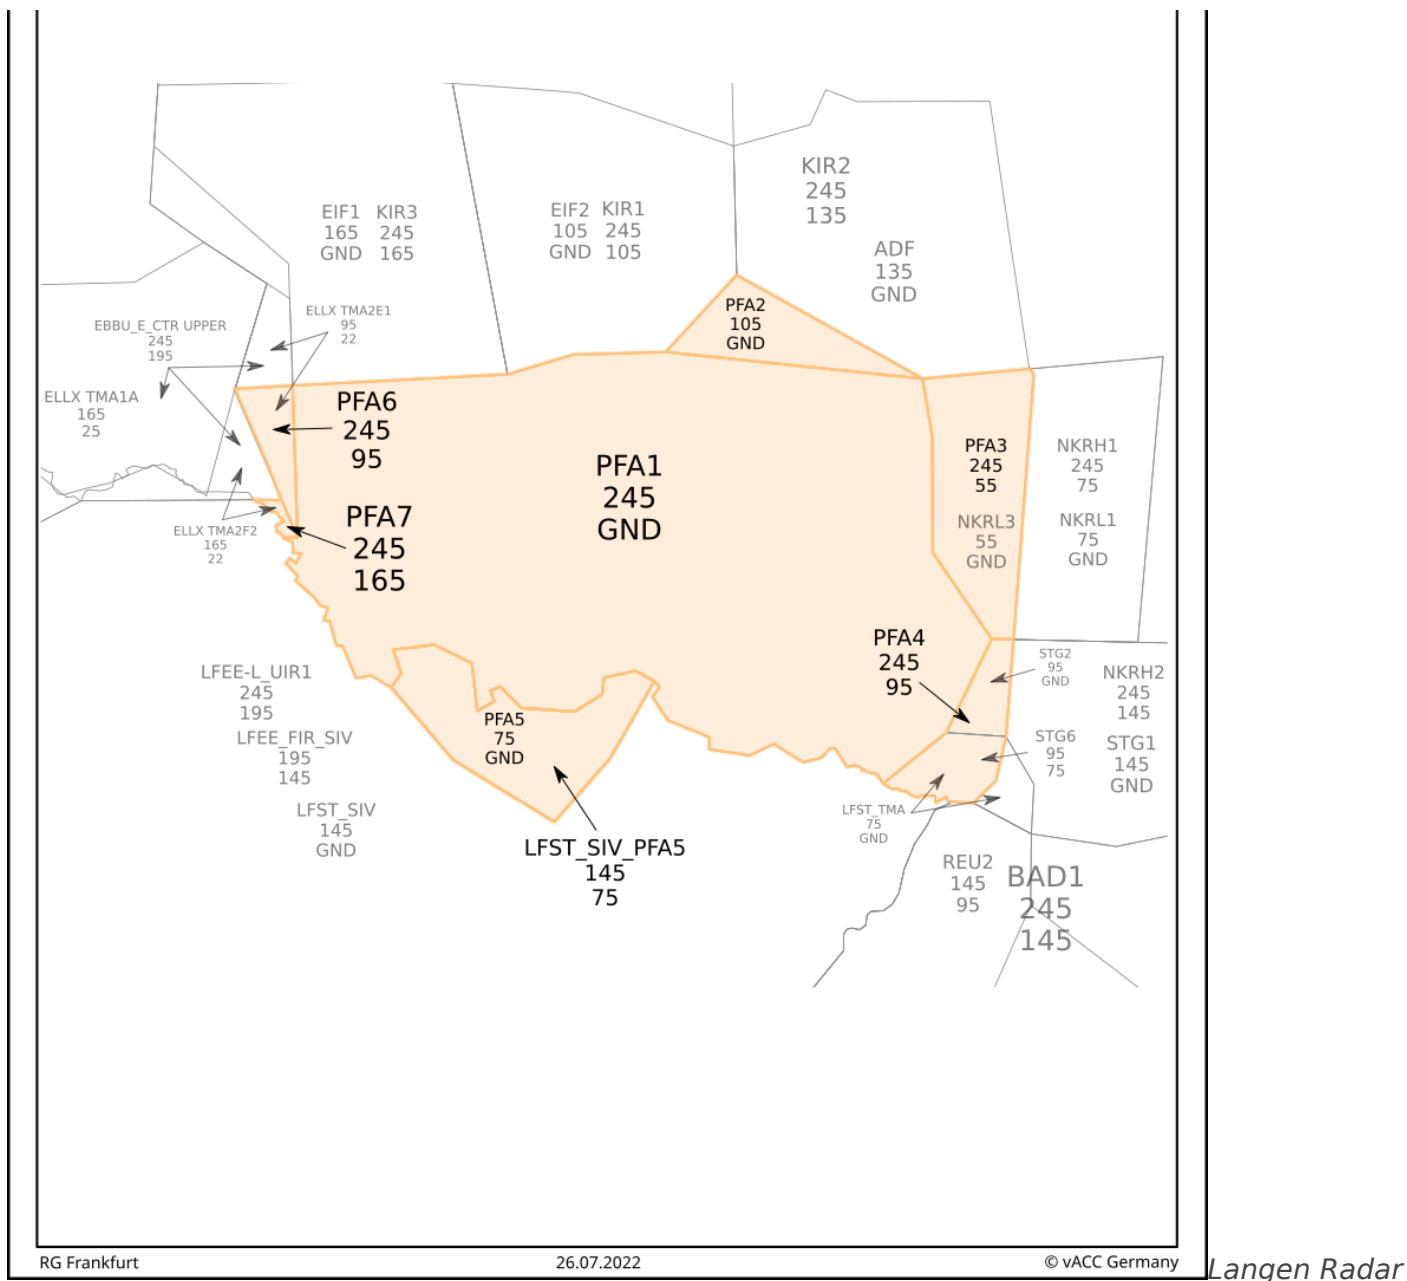 KIR2
245
135
ADF
135
GND
EIF1 KIR3
165 245
GND 165
EIF2 KIR1
105 245
GND 105
PFA2
105
GND
ELLX TMA2E1
95
22
EBBU_E_CTR UPPER
245
195
ELLX TMA1A
165
25
PFA6
245
95
PFA1
245
GND
PFA3
245
55
NKRL3
55
GND
NKRH1
245
75
NKRL1
75
GND
PFA7
245
165
ELLX TMA2F2
165
22
PFA4
245
95
STG2
95
GND
NKRH2
245
145
LFEE-L_UIR1
245
195
LFEE_FIR_SIV
195
145
LFST_SIV
145
GND
PFA5
75
GND
STG6
95
75
STG1
145
GND
LFST_TMA
75
GND
LFST_SIV_PFA5
145
75
REU2
145
95
BAD1
245
145
RG Frankfurt
26.07.2022
© vACC Germany
Langen Radar